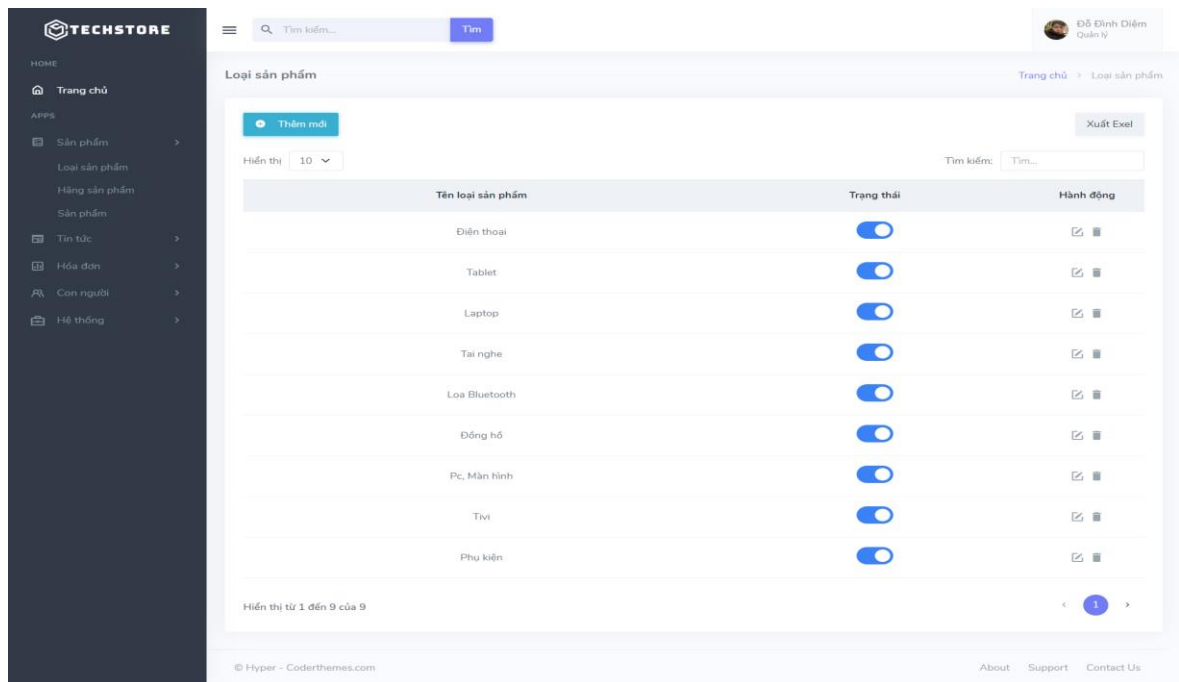 TECHSTORE
Tìm kiếm...
Tìm
Đỗ Đình Diệm
Quản lý
HOME
Trang chủ
APPS
Sản phẩm
Loại sản phẩm
Hãng sản phẩm
Sản phẩm
Tin tức
Hóa đơn
Con người
Hệ thống
Loại sản phẩm
Trang chủ > Loại sản phẩm
Thêm mới
Xuất Exel
Hiển thị 10
Tìm kiếm: Tìm...
Tên loại sản phẩm Trạng thái Hành động
Điện thoại
Tablet
Laptop
Tai nghe
Loa Bluetooth
Đồng hồ
Pc, Màn hình
Tivi
Phụ kiện
Hiển thị từ 1 đến 9 của 9
‹ 1 ›
© Hyper - Coderthemes.com
About Support Contact Us